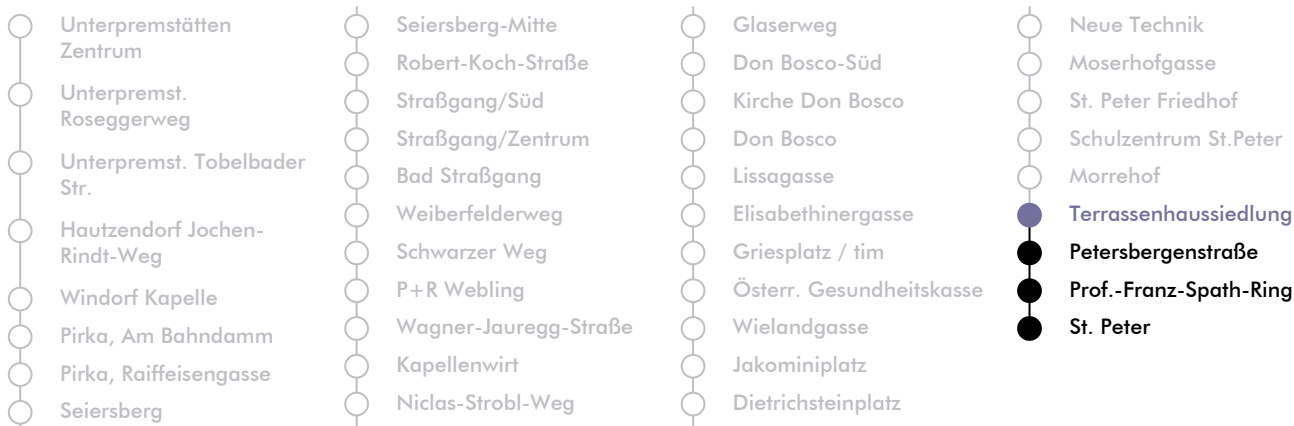 Unterpremstätten
Zentrum
Unterpremst.
Roseggerweg
Unterpremst. Tobelbader
Str.
Hautzendorf Jochen-
Rindt-Weg
Windorf Kapelle
Pirka, Am Bahndamm
Pirka, Raiffeisengasse
Seiersberg
Seiersberg-Mitte
Robert-Koch-Straße
Straßgang/Süd
Straßgang/Zentrum
Bad Straßgang
Weiberfelderweg
Schwarzer Weg
P+R Webling
Wagner-Jauregg-Straße
Kapellenwirt
Niclas-Strobl-Weg
Glaserweg
Don Bosco-Süd
Kirche Don Bosco
Don Bosco
Lissagasse
Elisabethinergasse
Griesplatz / tim
Österr. Gesundheitskasse
Wielandgasse
Jakominiplatz
Dietrichsteinplatz
Neue Technik
Moserhofgasse
St. Peter Friedhof
Schulzentrum St.Peter
Morrehof
Terrassenhaussiedlung
Petersbergenstraße
Prof.-Franz-Spath-Ring
St. Peter